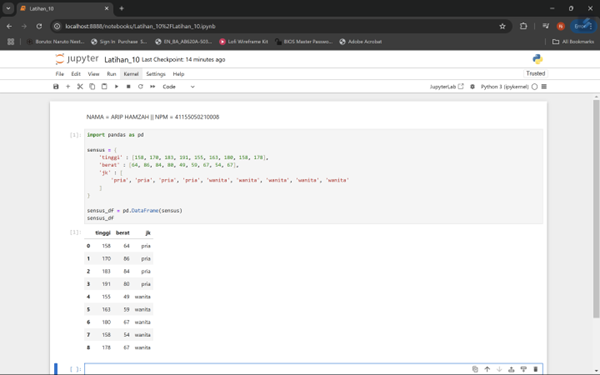 Latihan_10
localhost:8888/notebooks/Latihan_10%2FLatihan_10.ipynb
Boruto Naruto Next...
Sign in
LoFi Wireframe Kit
BIOS Master Passwo...
Adobe Acrobat
All Bookmarks
jupyter Latihan_10 Last Checkpoint: 14 minutes ago
File Edit View Run Kernel Settings Help
Trusted
Code
JupyterLab
Python 3 (ipykernel)
NAMA = ARIP HAMZAH || NPM = 41155050210008
[1]: import pandas as pd
sensus = {
'tinggi' : [158, 170, 183, 191, 155, 163, 180, 158, 178],
'berat' : [64, 86, 84, 80, 49, 59, 67, 54, 67],
'jk' : [
'pria', 'pria', 'pria', 'pria', 'wanita', 'wanita', 'wanita', 'wanita', 'wanita'
]
}
sensus_df = pd.DataFrame(sensus)
sensus_df
[1]: tinggi berat jk
0 158 64 pria
1 170 86 pria
2 183 84 pria
3 191 80 pria
4 155 49 wanita
5 163 59 wanita
6 180 67 wanita
7 158 54 wanita
8 178 67 wanita
[ ]: